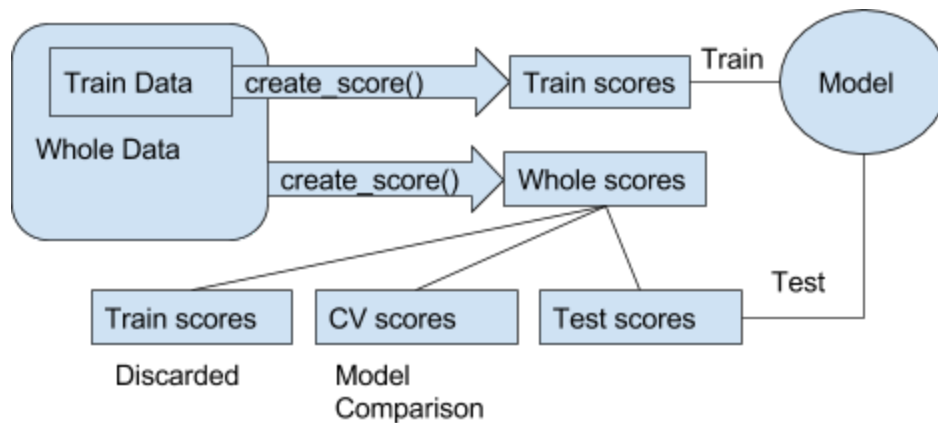 Train Data
create_score()
Train scores
Train
Model
Whole Data
create_score()
Whole scores
Train scores
CV scores
Test scores
Test
Discarded
Model
Comparison